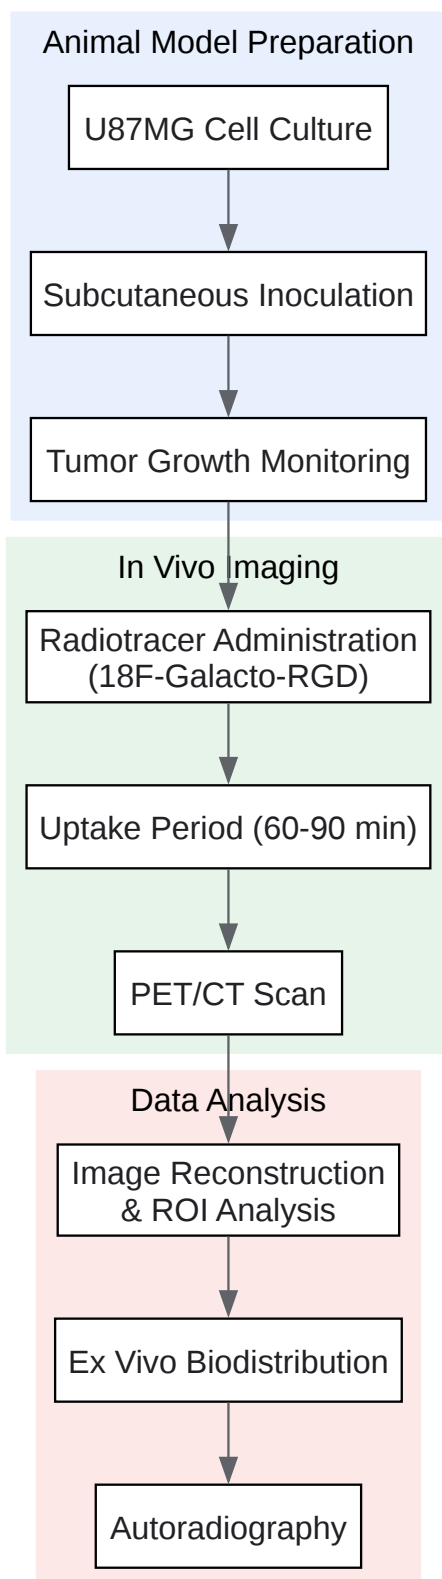 Animal Model Preparation
U87MG Cell Culture
Subcutaneous Inoculation
Tumor Growth Monitoring
In Vivo Imaging
Radiotracer Administration
(18F-Galacto-RGD)
Uptake Period (60-90 min)
PET/CT Scan
Data Analysis
Image Reconstruction
& ROI Analysis
Ex Vivo Biodistribution
Autoradiography